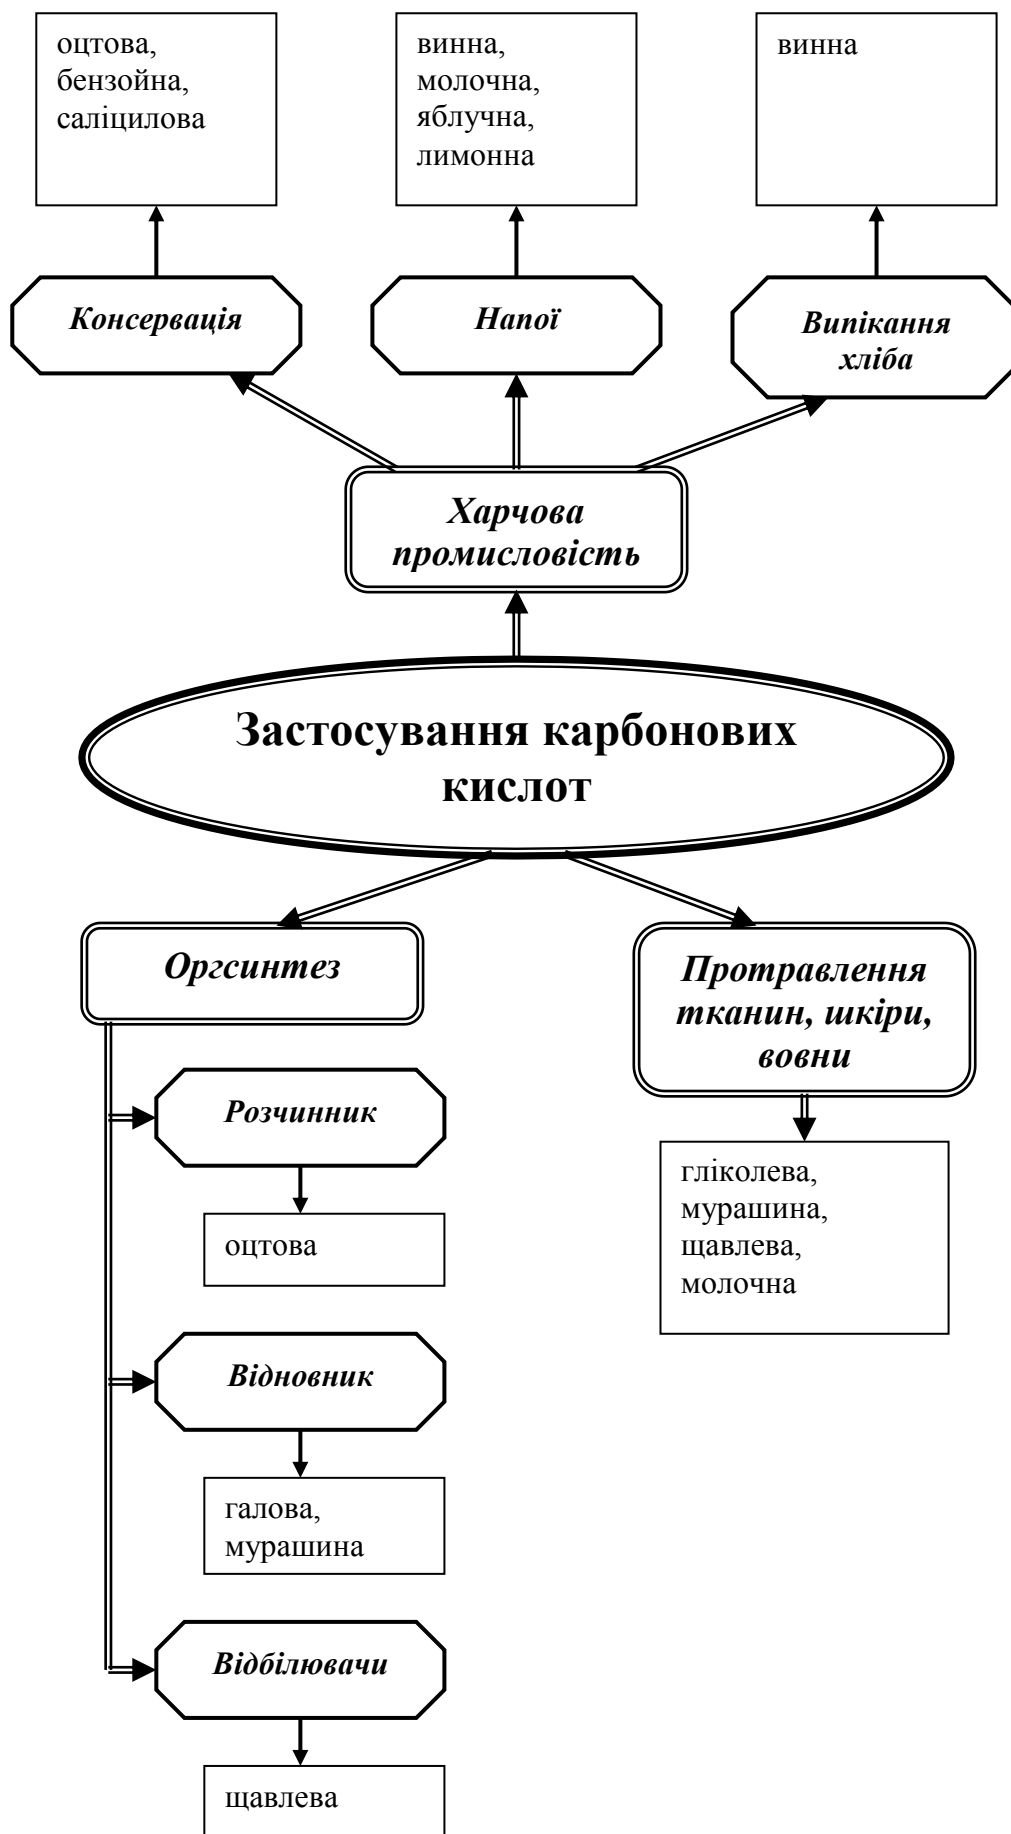 оцтова,
бензойна,
саліцилова
винна,
молочна,
яблучна,
лимонна
винна
Консервація
Напої
Випікання
хліба
Харчова
промисловість
Застосування карбонових
кислот
Оргсинтез
Протравлення
тканин, шкіри,
вовни
Розчинник
оцтова
гліколева,
мурашина,
щавлева,
молочна
Відновник
галова,
мурашина
Відбілювачи
щавлева